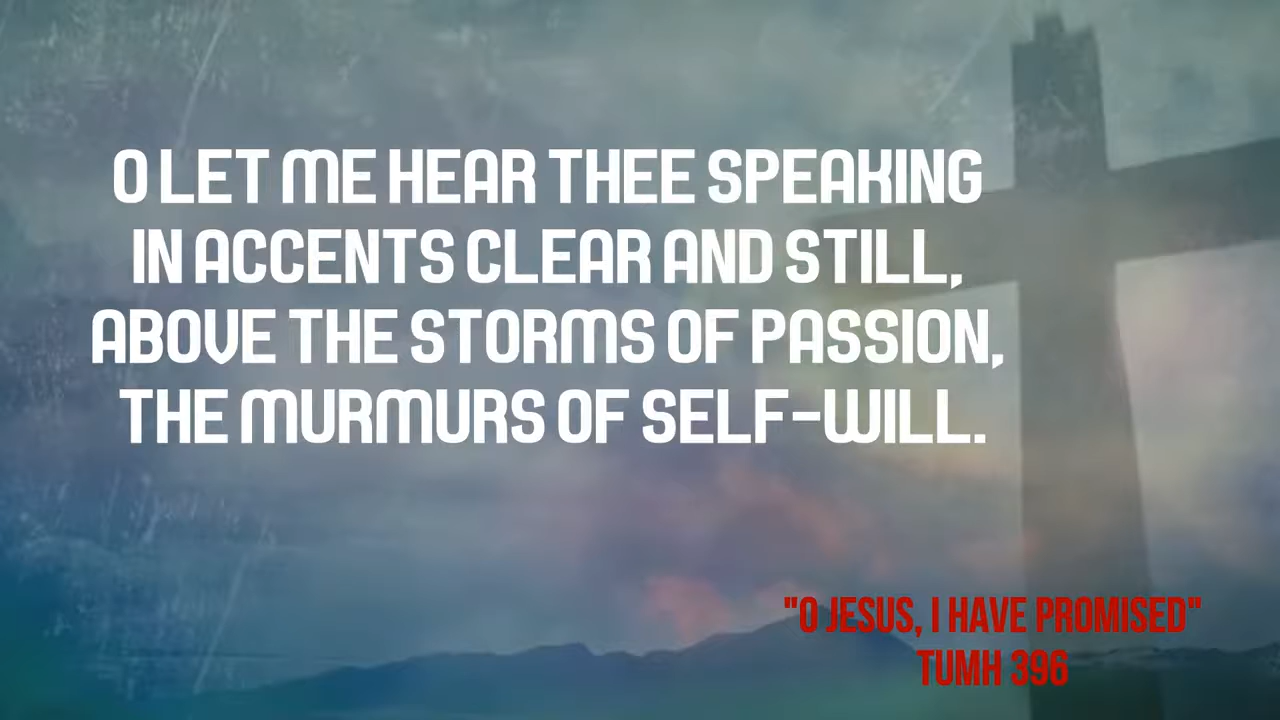 O LET ME HEAR THEE SPEAKING
IN ACCENTS CLEAR AND STILL,
ABOVE THE STORMS OF PASSION,
THE MURMURS OF SELF-WILL.
"O JESUS, I HAVE PROMISED"
TUMH 396